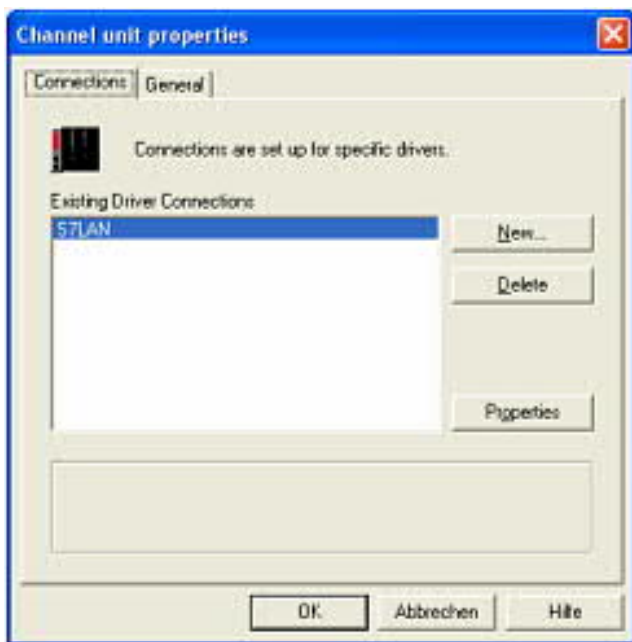 Channel unit properties
Connections
General
Connections are set up for specific drivers.
Existing Driver Connections
S7LAN
New...
Delete
Properties
OK
Abbrechen
Hilfe